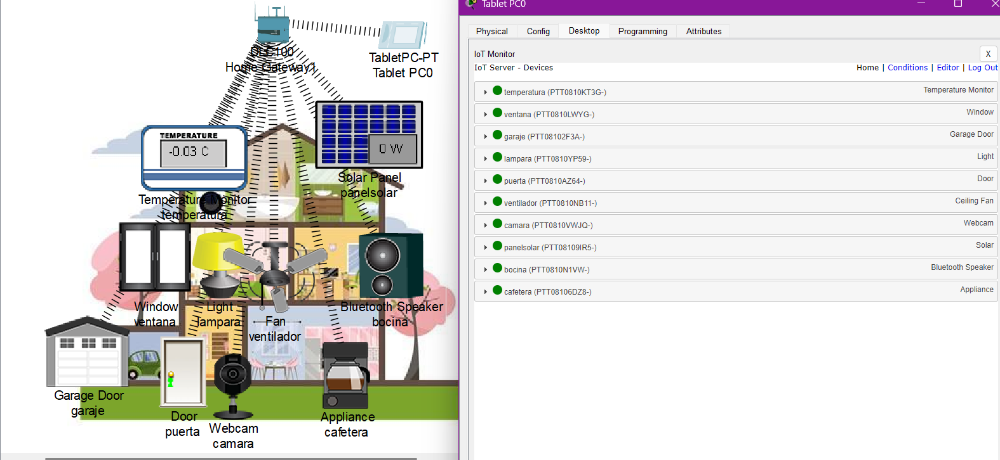 DLC100
Home Gateway1
TabletPC-PT
Tablet PC0
TEMPERATURE
-0.03 C
0 W
Solar Panel
panelsolar
Temperature Monitor
temperatura
Window
ventana
Light
lampara
Fan
ventilador
Bluetooth Speaker
bocina
Garage Door
garaje
Door
puerta
Webcam
camara
Appliance
cafetera
Tablet PC0
Physical Config Desktop Programming Attributes
IoT Monitor X
IoT Server - Devices Home | Conditions | Editor | Log Out
temperatura (PTT0810KT3G-) Temperature Monitor
ventana (PTT0810LWYG-) Window
garaje (PTT08102F3A-) Garage Door
lampara (PTT0810YP59-) Light
puerta (PTT0810AZ64-) Door
ventilador (PTT0810NB11-) Ceiling Fan
camara (PTT0810VWJQ-) Webcam
panelsolar (PTT08109IR5-) Solar
bocina (PTT0810N1VW-) Bluetooth Speaker
cafetera (PTT08106DZ8-) Appliance